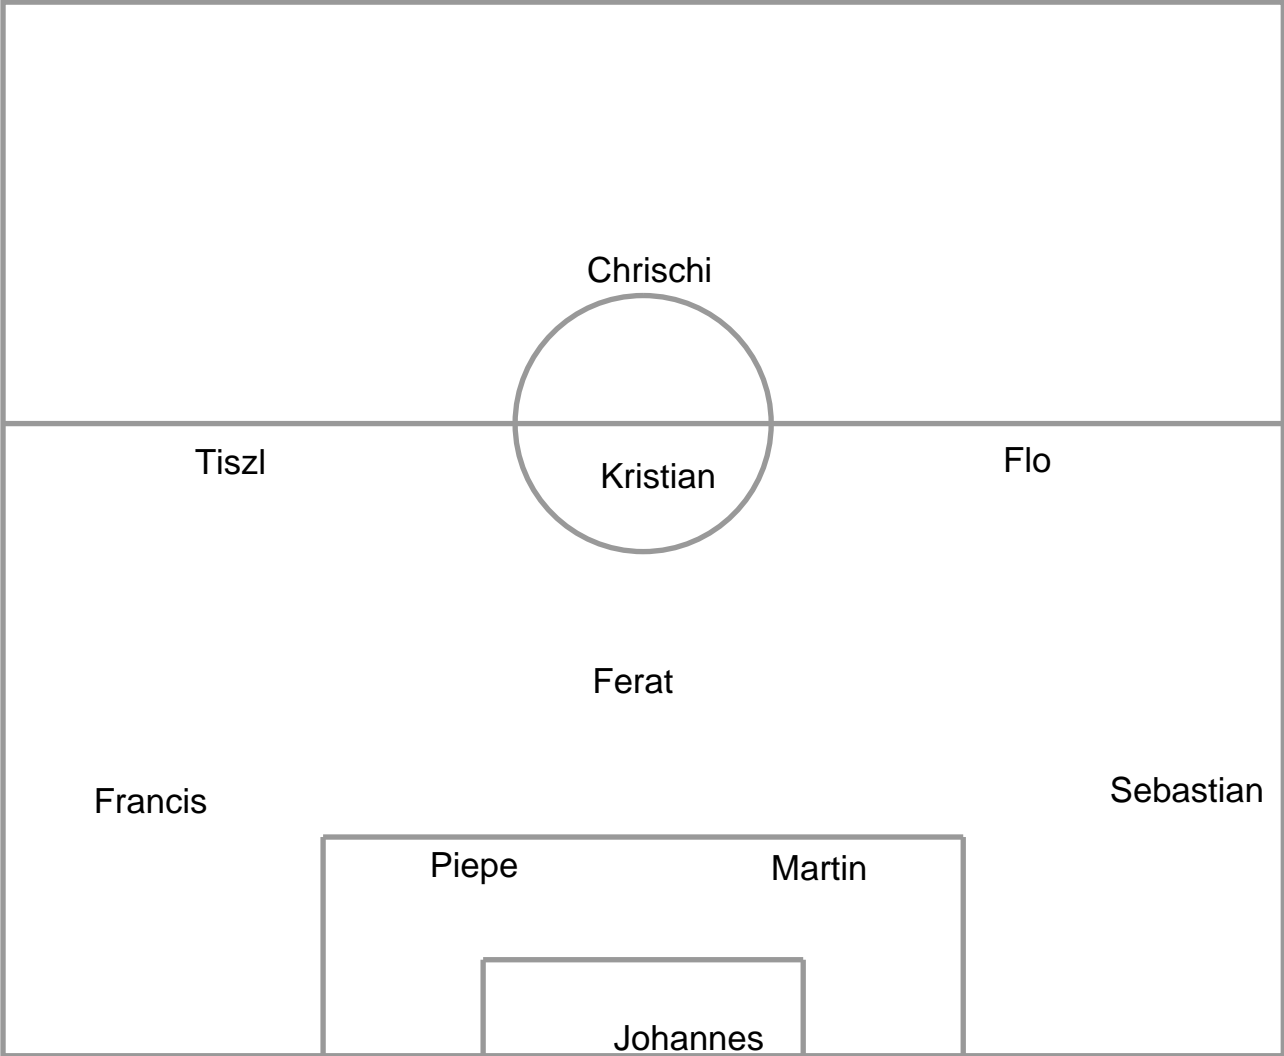 Chrischi
Tiszl Kristian Flo
Ferat
Francis Sebastian
Piepe Martin
Johannes